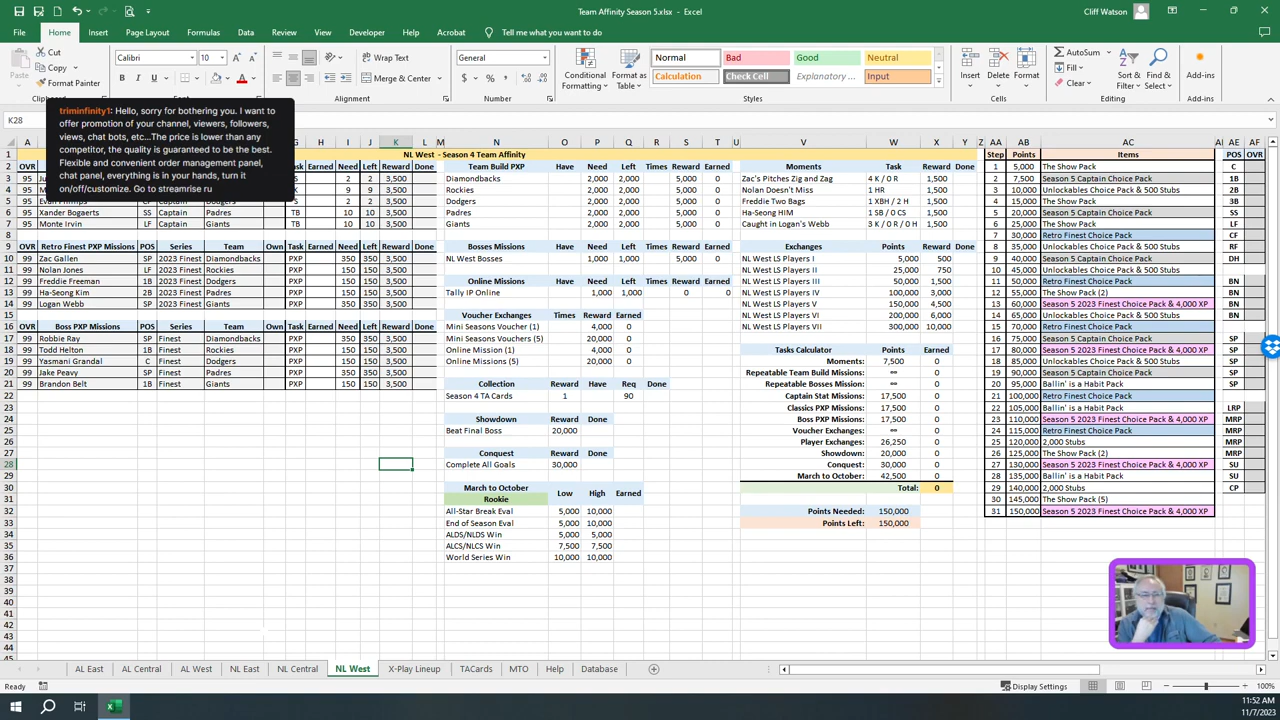 Team Affinity Season 5.xlsx - Excel
Cliff Watson
File Home Insert Page Layout Formulas Data Review View Developer Help Acrobat Tell me what you want to do
Cut
Copy
Format Painter
Calibri 10
Wrap Text
Merge & Center
General
Conditional Formatting
Format as Table
Normal Bad Good Neutral
Calculation Check Cell Explanatory ... Input
Insert Delete Format
AutoSum
Fill
Clear
Sort & Filter
Find & Select
Add-ins
Alignment Number Styles Cells Editing Add-ins
K28
triminfinity1: Hello, sorry for bothering you. I want to
offer promotion of your channel, viewers, followers,
views, chat bots, etc...The price is lower than any
competitor, the quality is guaranteed to be the best.
Flexible and convenient order management panel,
chat panel, everything is in your hands, turn it
on/off/customize. Go to streamrise ru
NL West - Season 4 Team Affinity
OVR Earned Need Left Reward Done
95 2 2 3,500
95 9 9 3,500
95 2 2 3,500
95 Xander Bogaerts SS Captain Padres TB 10 10 3,500
95 Monte Irvin LF Captain Giants TB 10 10 3,500
OVR Retro Finest PXP Missions POS Series Team Own Task Earned Need Left Reward Done
99 Zac Gallen SP 2023 Finest Diamondbacks PXP 350 350 3,500
99 Nolan Jones LF 2023 Finest Rockies PXP 150 150 3,500
99 Freddie Freeman 1B 2023 Finest Dodgers PXP 150 150 3,500
99 Ha-Seong Kim 2B 2023 Finest Padres PXP 150 150 3,500
99 Logan Webb SP 2023 Finest Giants PXP 350 350 3,500
OVR Boss PXP Missions POS Series Team Own Task Earned Need Left Reward Done
99 Robbie Ray SP Finest Diamondbacks PXP 350 350 3,500
99 Todd Helton 1B Finest Rockies PXP 150 150 3,500
99 Yasmani Grandal C Finest Dodgers PXP 150 150 3,500
99 Jake Peavy SP Finest Padres PXP 350 350 3,500
99 Brandon Belt 1B Finest Giants PXP 150 150 3,500
Team Build PXP Have Need Left Times Reward Earned
Diamondbacks 2,000 2,000 5,000 0
Rockies 2,000 2,000 5,000 0
Dodgers 2,000 2,000 5,000 0
Padres 2,000 2,000 5,000 0
Giants 2,000 2,000 5,000 0
Bosses Missions Have Need Left Times Reward Earned
NL West Bosses 1,000 1,000 5,000 0
Online Missions Have Need Left Times Reward Earned
Tally IP Online 1,000 1,000 0 0
Voucher Exchanges Times Reward Earned
Mini Seasons Voucher (1) 4,000 0
Mini Seasons Vouchers (5) 20,000 0
Online Mission (1) 4,000 0
Online Missions (5) 20,000 0
Collection Reward Have Req Done
Season 4 TA Cards 1 90
Showdown Reward Done
Beat Final Boss 20,000
Conquest Reward Done
Complete All Goals 30,000
March to October Low High Earned
Rookie
All-Star Break Eval 5,000 10,000
End of Season Eval 5,000 10,000
ALDS/NLDS Win 5,000 5,000
ALCS/NLCS Win 7,500 7,500
World Series Win 10,000 10,000
Moments Task Reward Done
Zac's Pitches Zig and Zag 4 K / 0 R 1,500
Nolan Doesn't Miss 1 HR 1,500
Freddie Two Bags 1 XBH / 2 H 1,500
Ha-Seong HIM 1 SB / 0 CS 1,500
Caught in Logan's Webb 3 K / 0 R / 0 H 1,500
Exchanges Points Reward Done
NL West LS Players I 5,000 500
NL West LS Players II 25,000 750
NL West LS Players III 50,000 1,500
NL West LS Players IV 100,000 3,000
NL West LS Players V 150,000 4,500
NL West LS Players VI 200,000 6,000
NL West LS Players VII 300,000 10,000
Tasks Calculator Points Earned
Moments: 7,500 0
Repeatable Team Build Missions: ∞ 0
Repeatable Bosses Mission: ∞ 0
Captain Stat Missions: 17,500 0
Classics PXP Missions: 17,500 0
Boss PXP Missions: 17,500 0
Voucher Exchanges: ∞ 0
Player Exchanges: 26,250 0
Showdown: 20,000 0
Conquest: 30,000 0
March to October: 42,500 0
Total: 0
Points Needed: 150,000
Points Left: 150,000
Step Points Items
1 5,000 The Show Pack
2 7,500 Season 5 Captain Choice Pack
3 10,000 Unlockables Choice Pack & 500 Stubs
4 15,000 The Show Pack
5 20,000 Season 5 Captain Choice Pack
6 25,000 The Show Pack
7 30,000 Retro Finest Choice Pack
8 35,000 Unlockables Choice Pack & 500 Stubs
9 40,000 Season 5 Captain Choice Pack
10 45,000 Unlockables Choice Pack & 500 Stubs
11 50,000 Retro Finest Choice Pack
12 55,000 The Show Pack (2)
13 60,000 Season 5 2023 Finest Choice Pack & 4,000 XP
14 65,000 Unlockables Choice Pack & 500 Stubs
15 70,000 Retro Finest Choice Pack
16 75,000 Season 5 Captain Choice Pack
17 80,000 Season 5 2023 Finest Choice Pack & 4,000 XP
18 85,000 Unlockables Choice Pack & 500 Stubs
19 90,000 Season 5 Captain Choice Pack
20 95,000 Ballin' is a Habit Pack
21 100,000 Retro Finest Choice Pack
22 105,000 Ballin' is a Habit Pack
23 110,000 Season 5 2023 Finest Choice Pack & 4,000 XP
24 115,000 Retro Finest Choice Pack
25 120,000 2,000 Stubs
26 125,000 The Show Pack (2)
27 130,000 Season 5 2023 Finest Choice Pack & 4,000 XP
28 135,000 Ballin' is a Habit Pack
29 140,000 2,000 Stubs
30 145,000 The Show Pack (5)
31 150,000 Season 5 2023 Finest Choice Pack & 4,000 XP
POS OVR
C
1B
2B
3B
SS
LF
CF
RF
DH
BN
BN
BN
BN
SP
SP
SP
SP
SP
LRP
MRP
MRP
MRP
SU
SU
CP
AL East AL Central AL West NL East NL Central NL West X-Play Lineup TACards MTO Help Database
Ready
Display Settings
100%
11:52 AM
11/7/2023